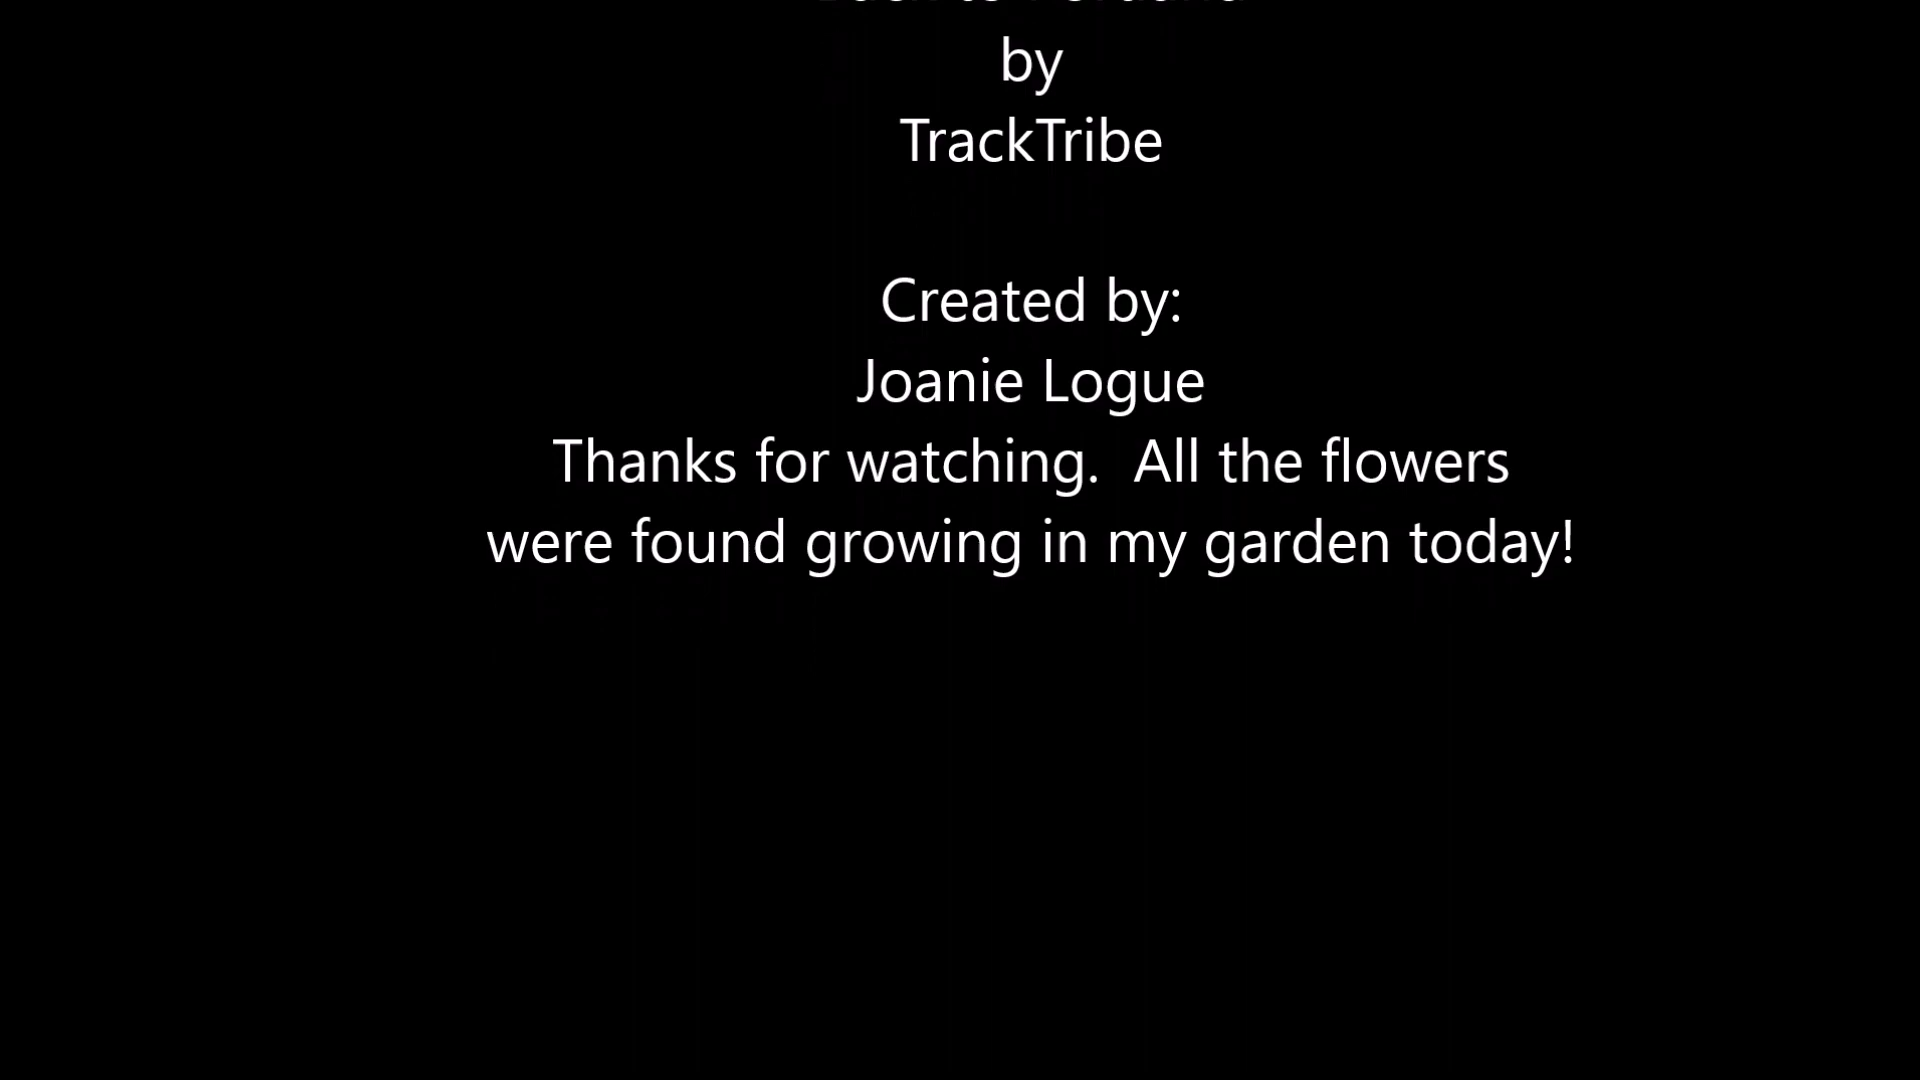 by
TrackTribe
Created by:
Joanie Logue
Thanks for watching.  All the flowers
were found growing in my garden today!